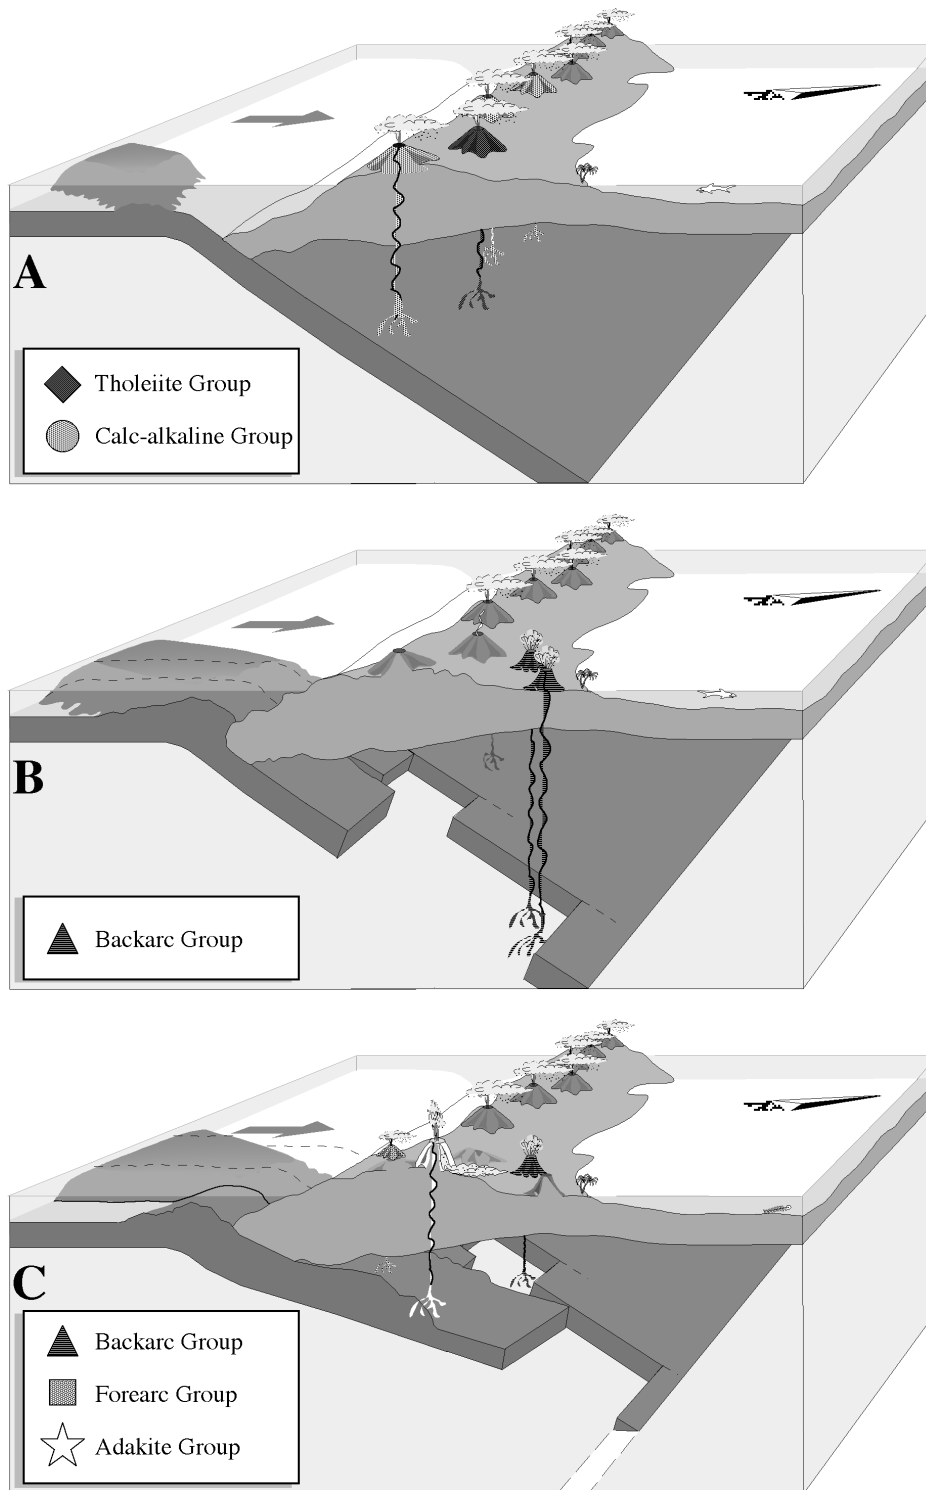 A
Tholeiite Group
Calc-alkaline Group
B
Backarc Group
C
Backarc Group
Forearc Group
Adakite Group